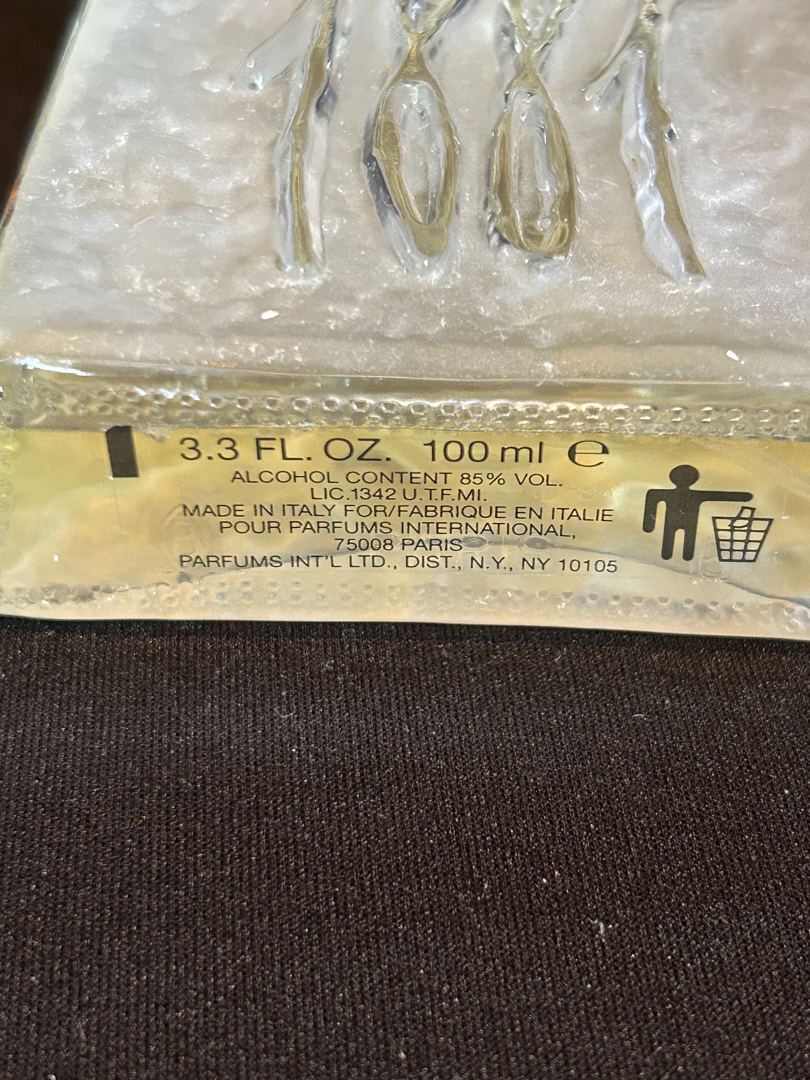 3.3 FL. OZ. 100 ml ℮
ALCOHOL CONTENT 85% VOL.
LIC.1342 U.T.F.MI.
MADE IN ITALY FOR/FABRIQUE EN ITALIE
POUR PARFUMS INTERNATIONAL,
75008 PARIS
PARFUMS INT'L LTD., DIST., N.Y., NY 10105